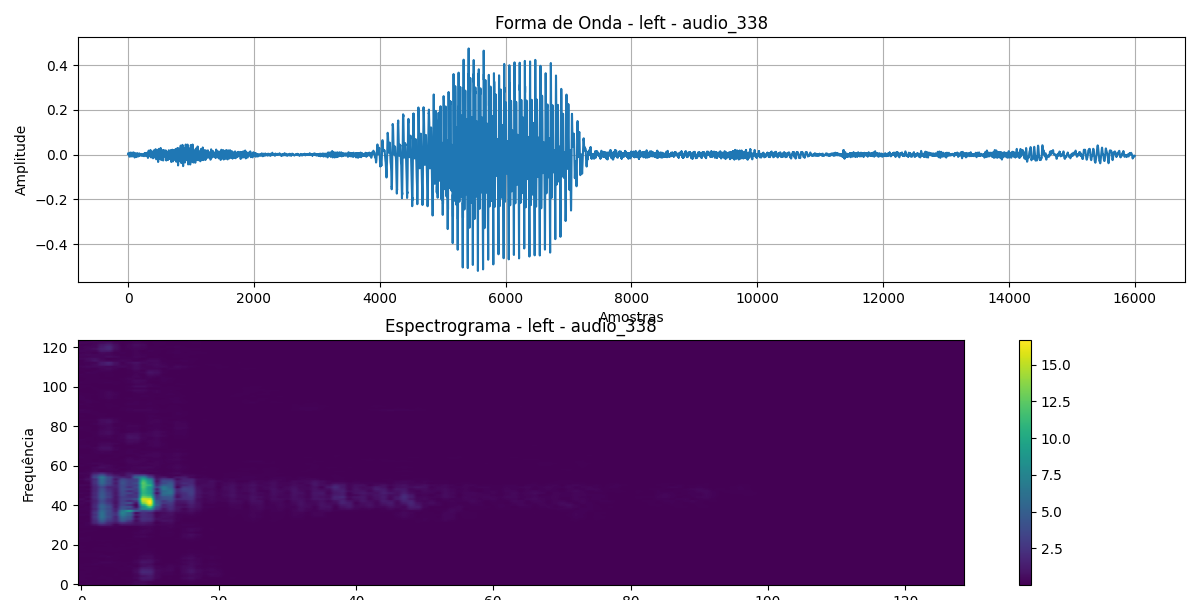 Forma de Onda - left - audio_338
0.4
0.2
0.0
−0.2
−0.4
Amplitude
0 2000 4000 6000 8000 10000 12000 14000 16000
Amostras
Espectrograma - left - audio_338
120
100
80
60
40
20
0
Frequência
0 20 40 60 80 100 120
15.0
12.5
10.0
7.5
5.0
2.5